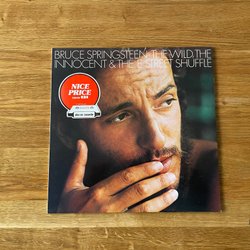 BRUCE SPRINGSTEEN THE WILD, THE
INNOCENT & THE E STREET SHUFFLE
NICE
PRICE